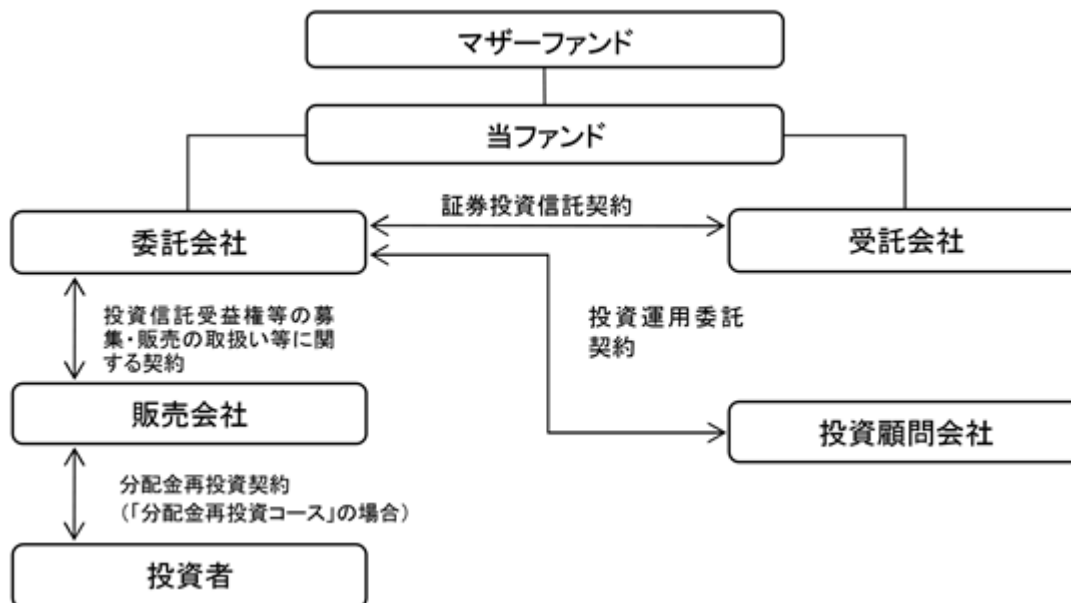 マザーファンド
当ファンド
証券投資信託契約
委託会社
受託会社
投資信託受益権等の募
集・販売の取扱い等に関
する契約
投資運用委託
契約
販売会社
投資顧問会社
分配金再投資契約
(「分配金再投資コース」の場合)
投資者